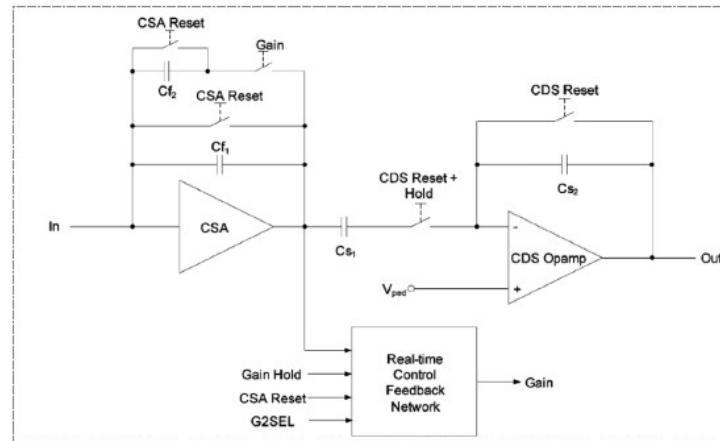 CSA Reset
Gain
Cf2
CSA Reset
CDS Reset
Cf1
CDS Reset +
Hold
Cs2
In
CSA
Cs1
-
CDS Opamp
Out
Vped
+
Real-time
Control
Feedback
Network
Gain Hold
CSA Reset
G2SEL
Gain